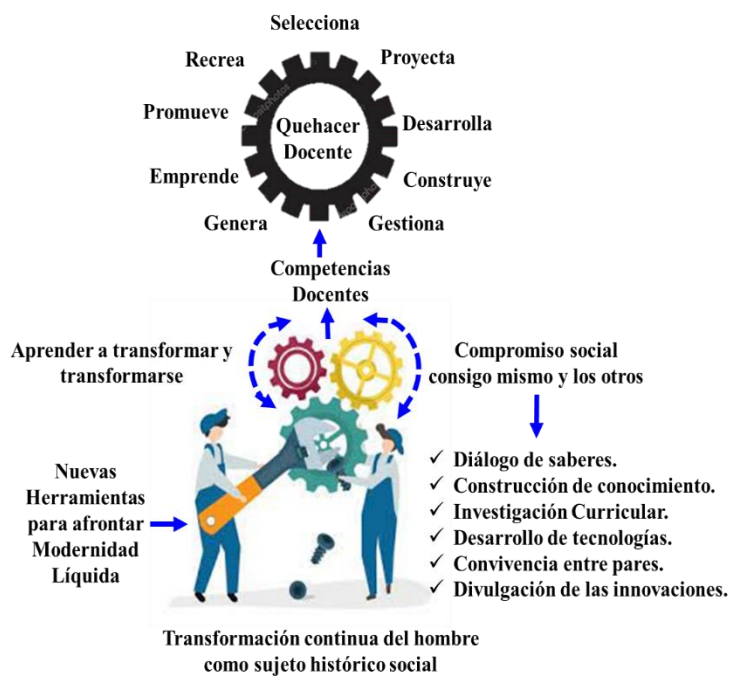 Selecciona
Recrea
Proyecta
Promueve
Quehacer
Docente
Desarrolla
Emprende
Construye
Genera
Gestiona
Competencias
Docentes
Aprender a transformar y
transformarse
Compromiso social
consigo mismo y los otros
Nuevas
Herramientas
para afrontar
Modernidad
Líquida
✓ Diálogo de saberes.
✓ Construcción de conocimiento.
✓ Investigación Curricular.
✓ Desarrollo de tecnologías.
✓ Convivencia entre pares.
✓ Divulgación de las innovaciones.
Transformación continua del hombre
como sujeto histórico social